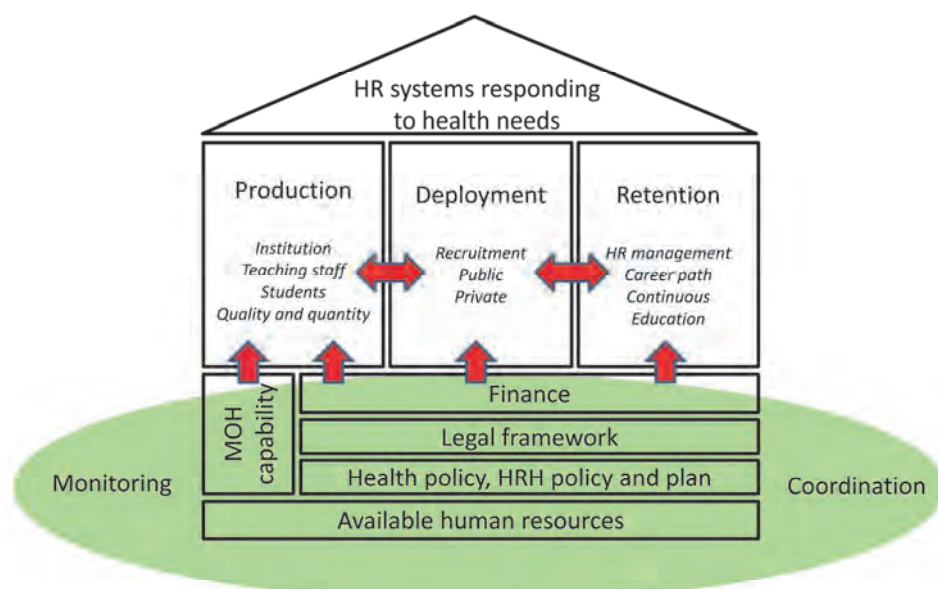 HR systems responding
to health needs
Production
Institution
Teaching staff
Students
Quality and quantity
Deployment
Recruitment
Public
Private
Retention
HR management
Career path
Continuous
Education
MOH
capability
Finance
Legal framework
Health policy, HRH policy and plan
Available human resources
Monitoring
Coordination